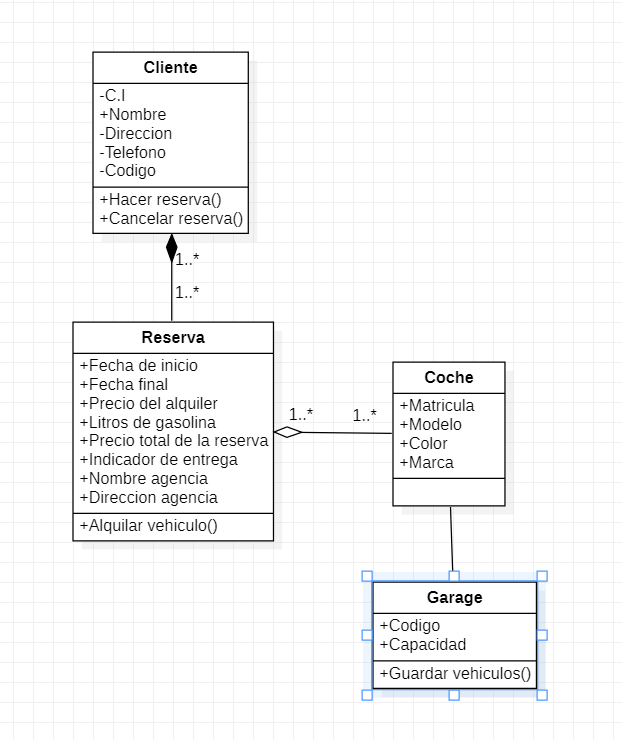 Cliente
-C.I
+Nombre
-Direccion
-Telefono
-Codigo
+Hacer reserva()
+Cancelar reserva()
1..*
1..*
Reserva
+Fecha de inicio
+Fecha final
+Precio del alquiler
+Litros de gasolina
+Precio total de la reserva
+Indicador de entrega
+Nombre agencia
+Direccion agencia
+Alquilar vehiculo()
1..*
1..*
Coche
+Matricula
+Modelo
+Color
+Marca
Garage
+Codigo
+Capacidad
+Guardar vehiculos()